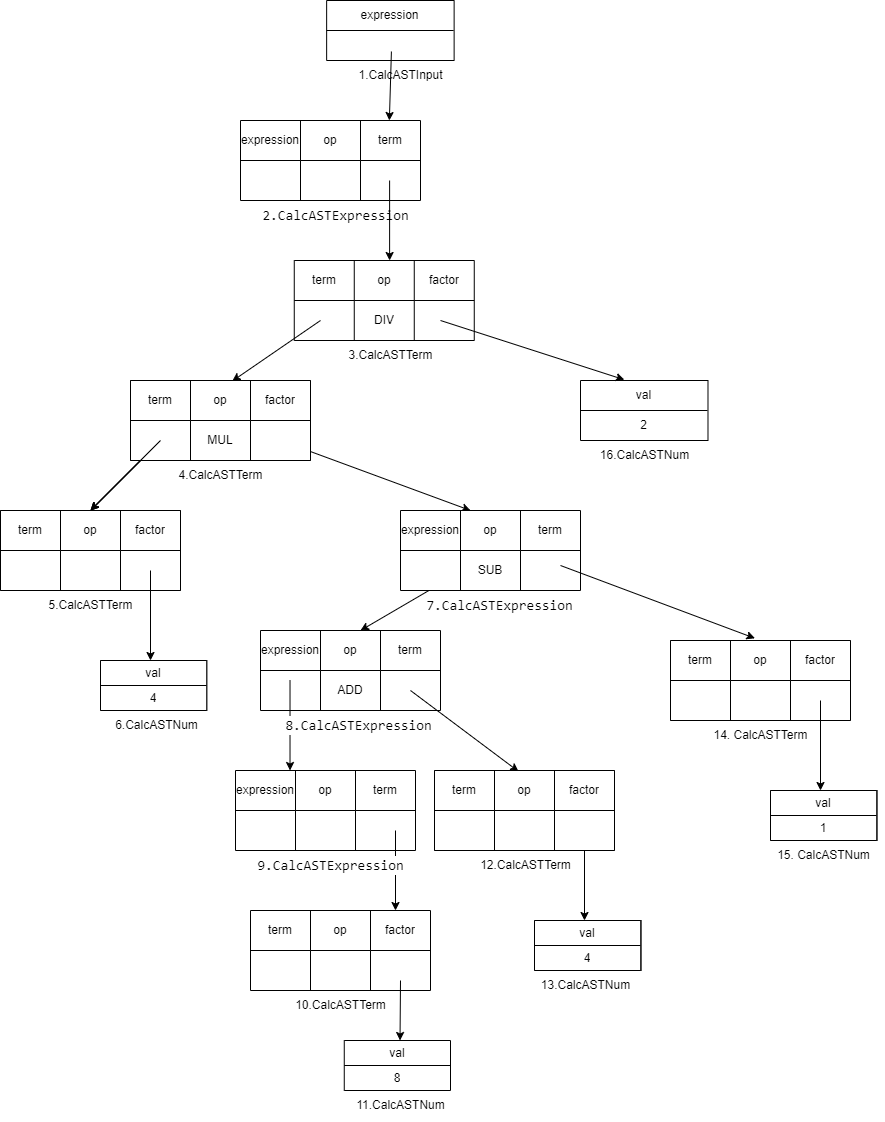 expression
1.CalcASTInput
expression op term
2.CalcASTExpression
term op factor
DIV
3.CalcASTTerm
term op factor
MUL
4.CalcASTTerm
val
2
16.CalcASTNum
term op factor
5.CalcASTTerm
expression op term
SUB
7.CalcASTExpression
val
4
6.CalcASTNum
expression op term
ADD
8.CalcASTExpression
term op factor
14. CalcASTTerm
expression op term
9.CalcASTExpression
term op factor
12.CalcASTTerm
val
1
15. CalcASTNum
term op factor
10.CalcASTTerm
val
4
13.CalcASTNum
val
8
11.CalcASTNum